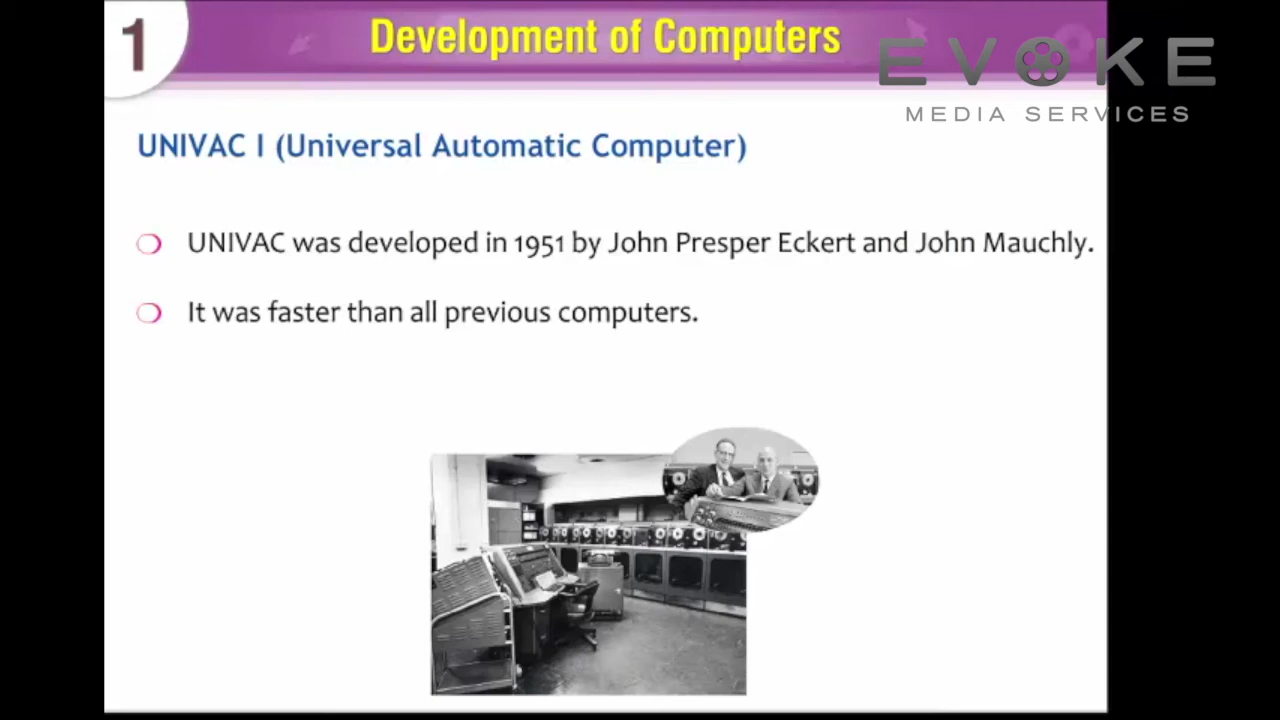 1
Development of Computers
EVOKE
MEDIA SERVICES
UNIVAC I (Universal Automatic Computer)
UNIVAC was developed in 1951 by John Presper Eckert and John Mauchly.
It was faster than all previous computers.